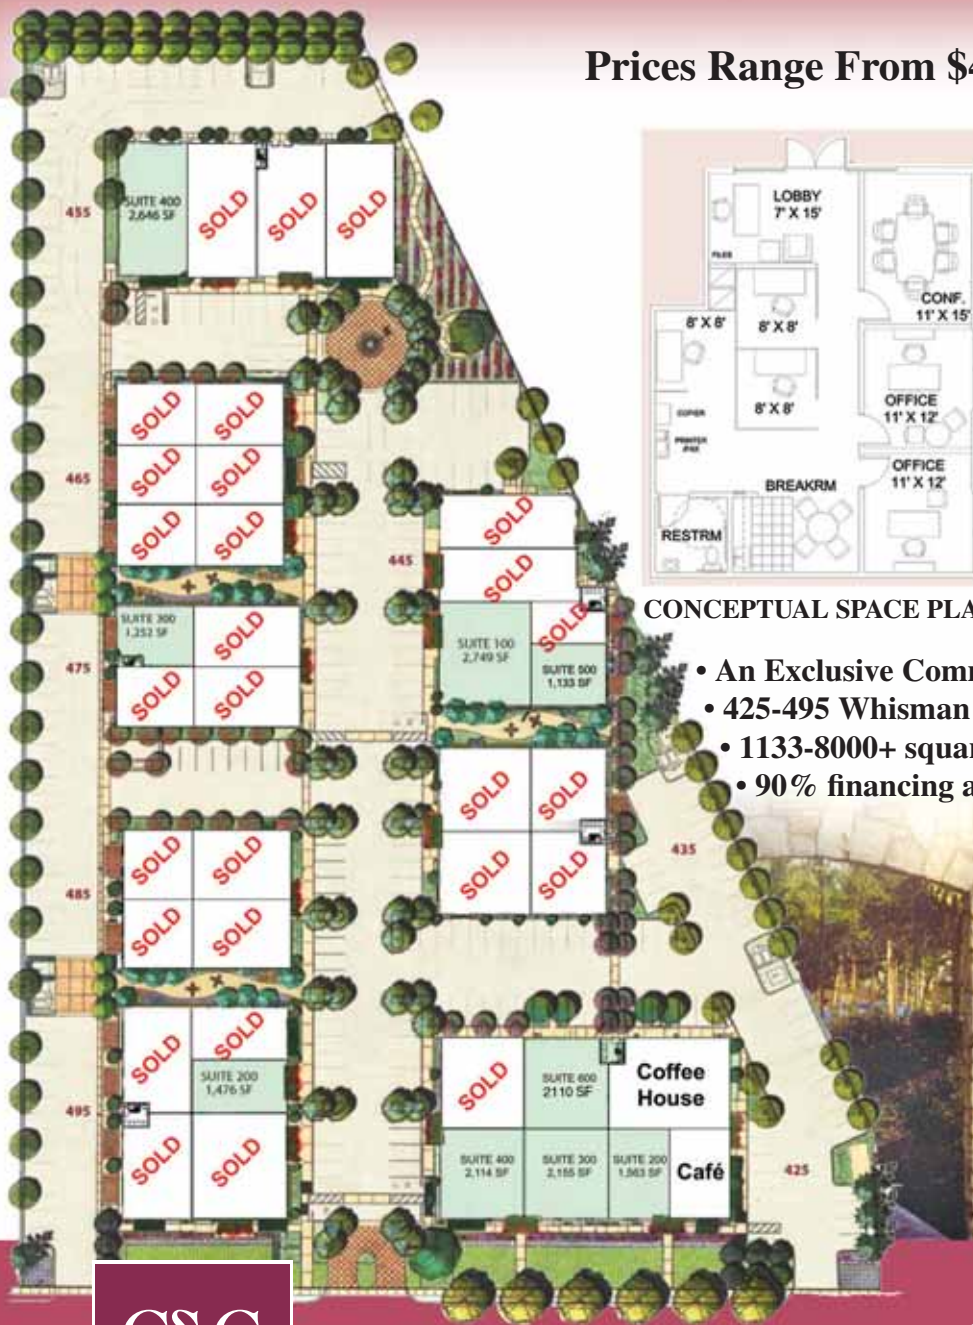 Prices Range From $4
455
SUITE 400
2,646 SF
SOLD
SOLD
SOLD
465
SOLD
SOLD
SOLD
SOLD
SOLD
SOLD
475
SUITE 300
1,252 SF
SOLD
SOLD
SOLD
485
SOLD
SOLD
SOLD
SOLD
495
SOLD
SOLD
SUITE 200
1,476 SF
SOLD
SOLD
445
SOLD
SOLD
SOLD
SUITE 100
2,749 SF
SUITE 500
1,133 SF
435
SOLD
SOLD
SOLD
SOLD
425
SOLD
SUITE 600
2110 SF
Coffee
House
SUITE 400
2,114 SF
SUITE 300
2,155 SF
SUITE 200
1,563 SF
Café
LOBBY
7' X 15'
FILES
CONF.
11' X 15'
8' X 8'
8' X 8'
8' X 8'
COPIER
PRINTER
/FAX
OFFICE
11' X 12'
OFFICE
11' X 12'
BREAKRM
RESTRM
CONCEPTUAL SPACE PLA
• An Exclusive Com
• 425-495 Whisman
• 1133-8000+ squar
• 90% financing a